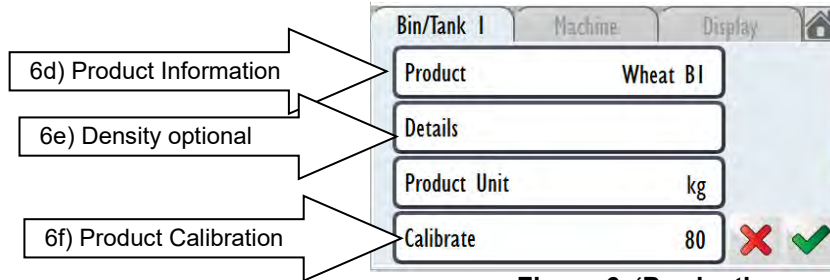 Bin/Tank 1 Machine Display
6d) Product Information
Product Wheat B1
6e) Density optional
Details
Product Unit kg
6f) Product Calibration
Calibrate 80